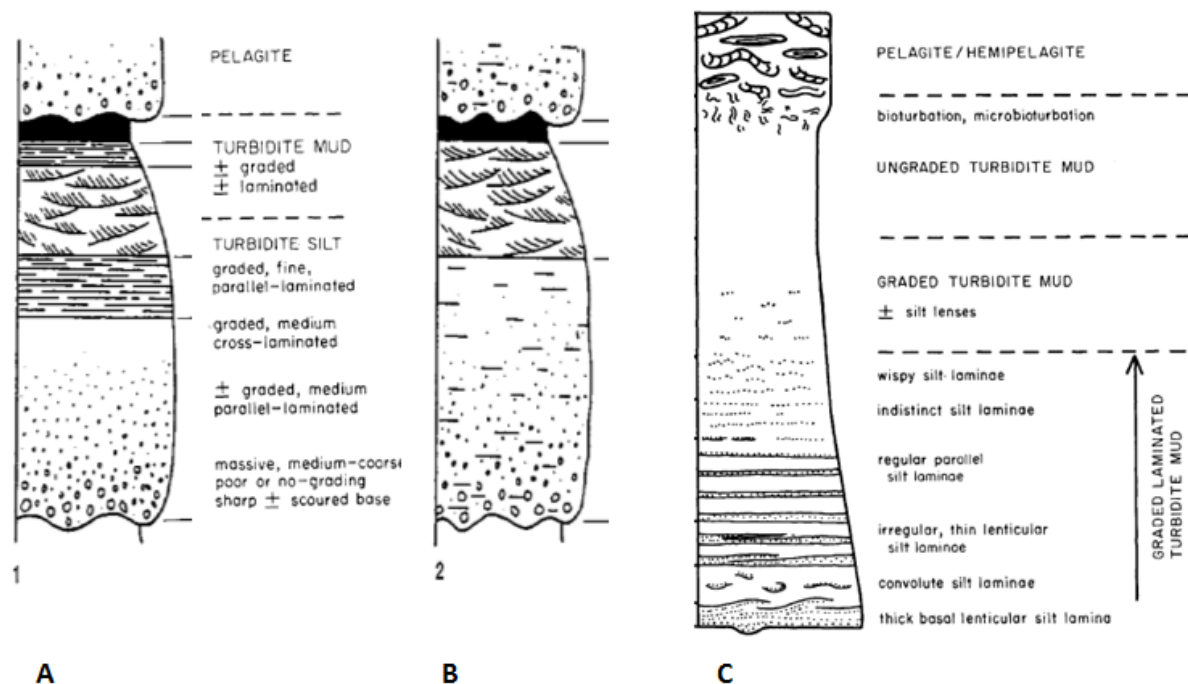 PELAGITE
TURBIDITE MUD
± graded
± laminated
TURBIDITE SILT
graded, fine,
parallel-laminated
graded, medium
cross-laminated
± graded, medium
parallel-laminated
massive, medium-coars
poor or no-grading
sharp ± scoured base
1
A
2
B
PELAGITE/HEMIPELAGITE
bioturbation, microbioturbation
UNGRADED TURBIDITE MUD
GRADED TURBIDITE MUD
± silt lenses
wispy silt laminae
indistinct silt laminae
regular parallel
silt laminae
irregular, thin lenticular
silt laminae
convolute silt laminae
thick basal lenticular silt lamina
GRADED LAMINATED
TURBIDITE MUD
C